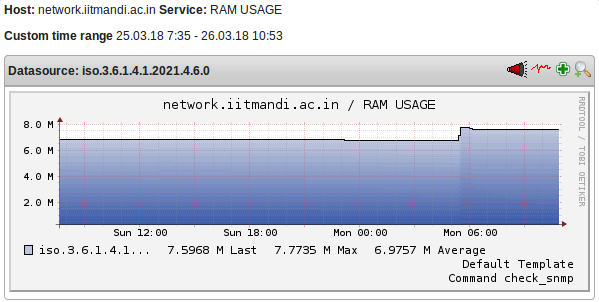 Host: network.iitmandi.ac.in Service: RAM USAGE
Custom time range 25.03.18 7:35 - 26.03.18 10:53
Datasource: iso.3.6.1.4.1.2021.4.6.0
network.iitmandi.ac.in / RAM USAGE
RRDTOOL / TOBI OETIKER
8.0 M
6.0 M
4.0 M
2.0 M
Sun 12:00 Sun 18:00 Mon 00:00 Mon 06:00
iso.3.6.1.4.1... 7.5968 M Last 7.7735 M Max 6.9757 M Average
Default Template
Command check_snmp